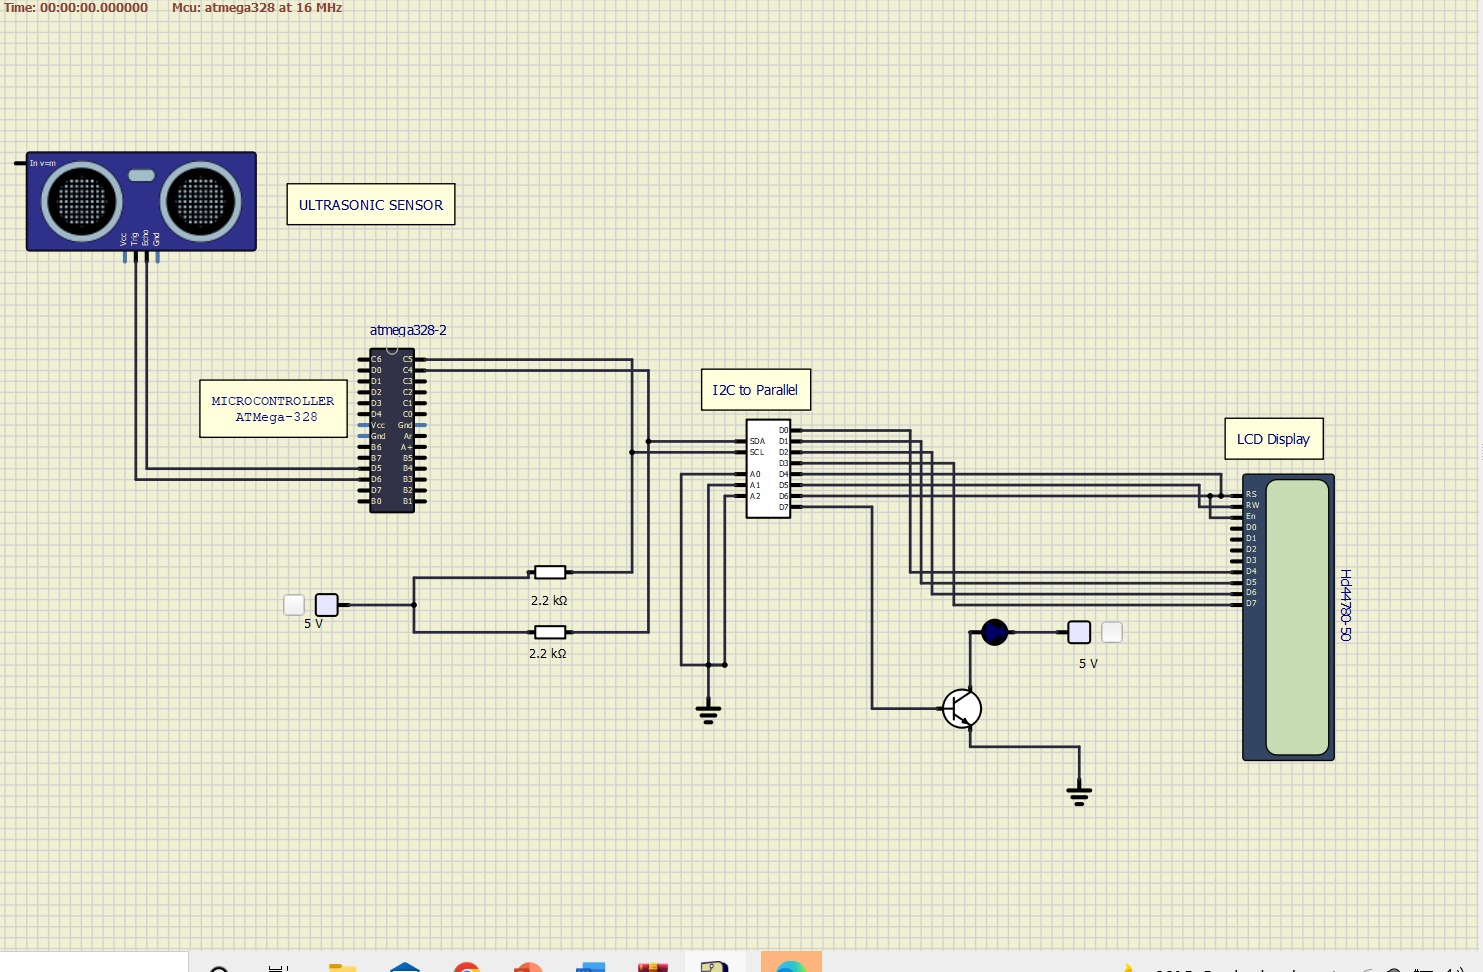 Time: 00:00:00.000000 Mcu: atmega328 at 16 MHz
In v=m
Vcc
Trig
Echo
Gnd
ULTRASONIC SENSOR
atmega328-2
MICROCONTROLLER
ATMega-328
C6 C5
D0 C4
D1 C3
D2 C2
D3 C1
D4 C0
Vcc Gnd
Gnd Ar
B6 A+
B7 B5
D5 B4
D6 B3
D7 B2
B0 B1
I2C to Parallel
D0
SDA D1
SCL D2
D3
A0 D4
A1 D5
A2 D6
D7
LCD Display
RS
RW
En
D0
D1
D2
D3
D4
D5
D6
D7
Hd44780-50
2.2 kΩ
5 V
2.2 kΩ
5 V